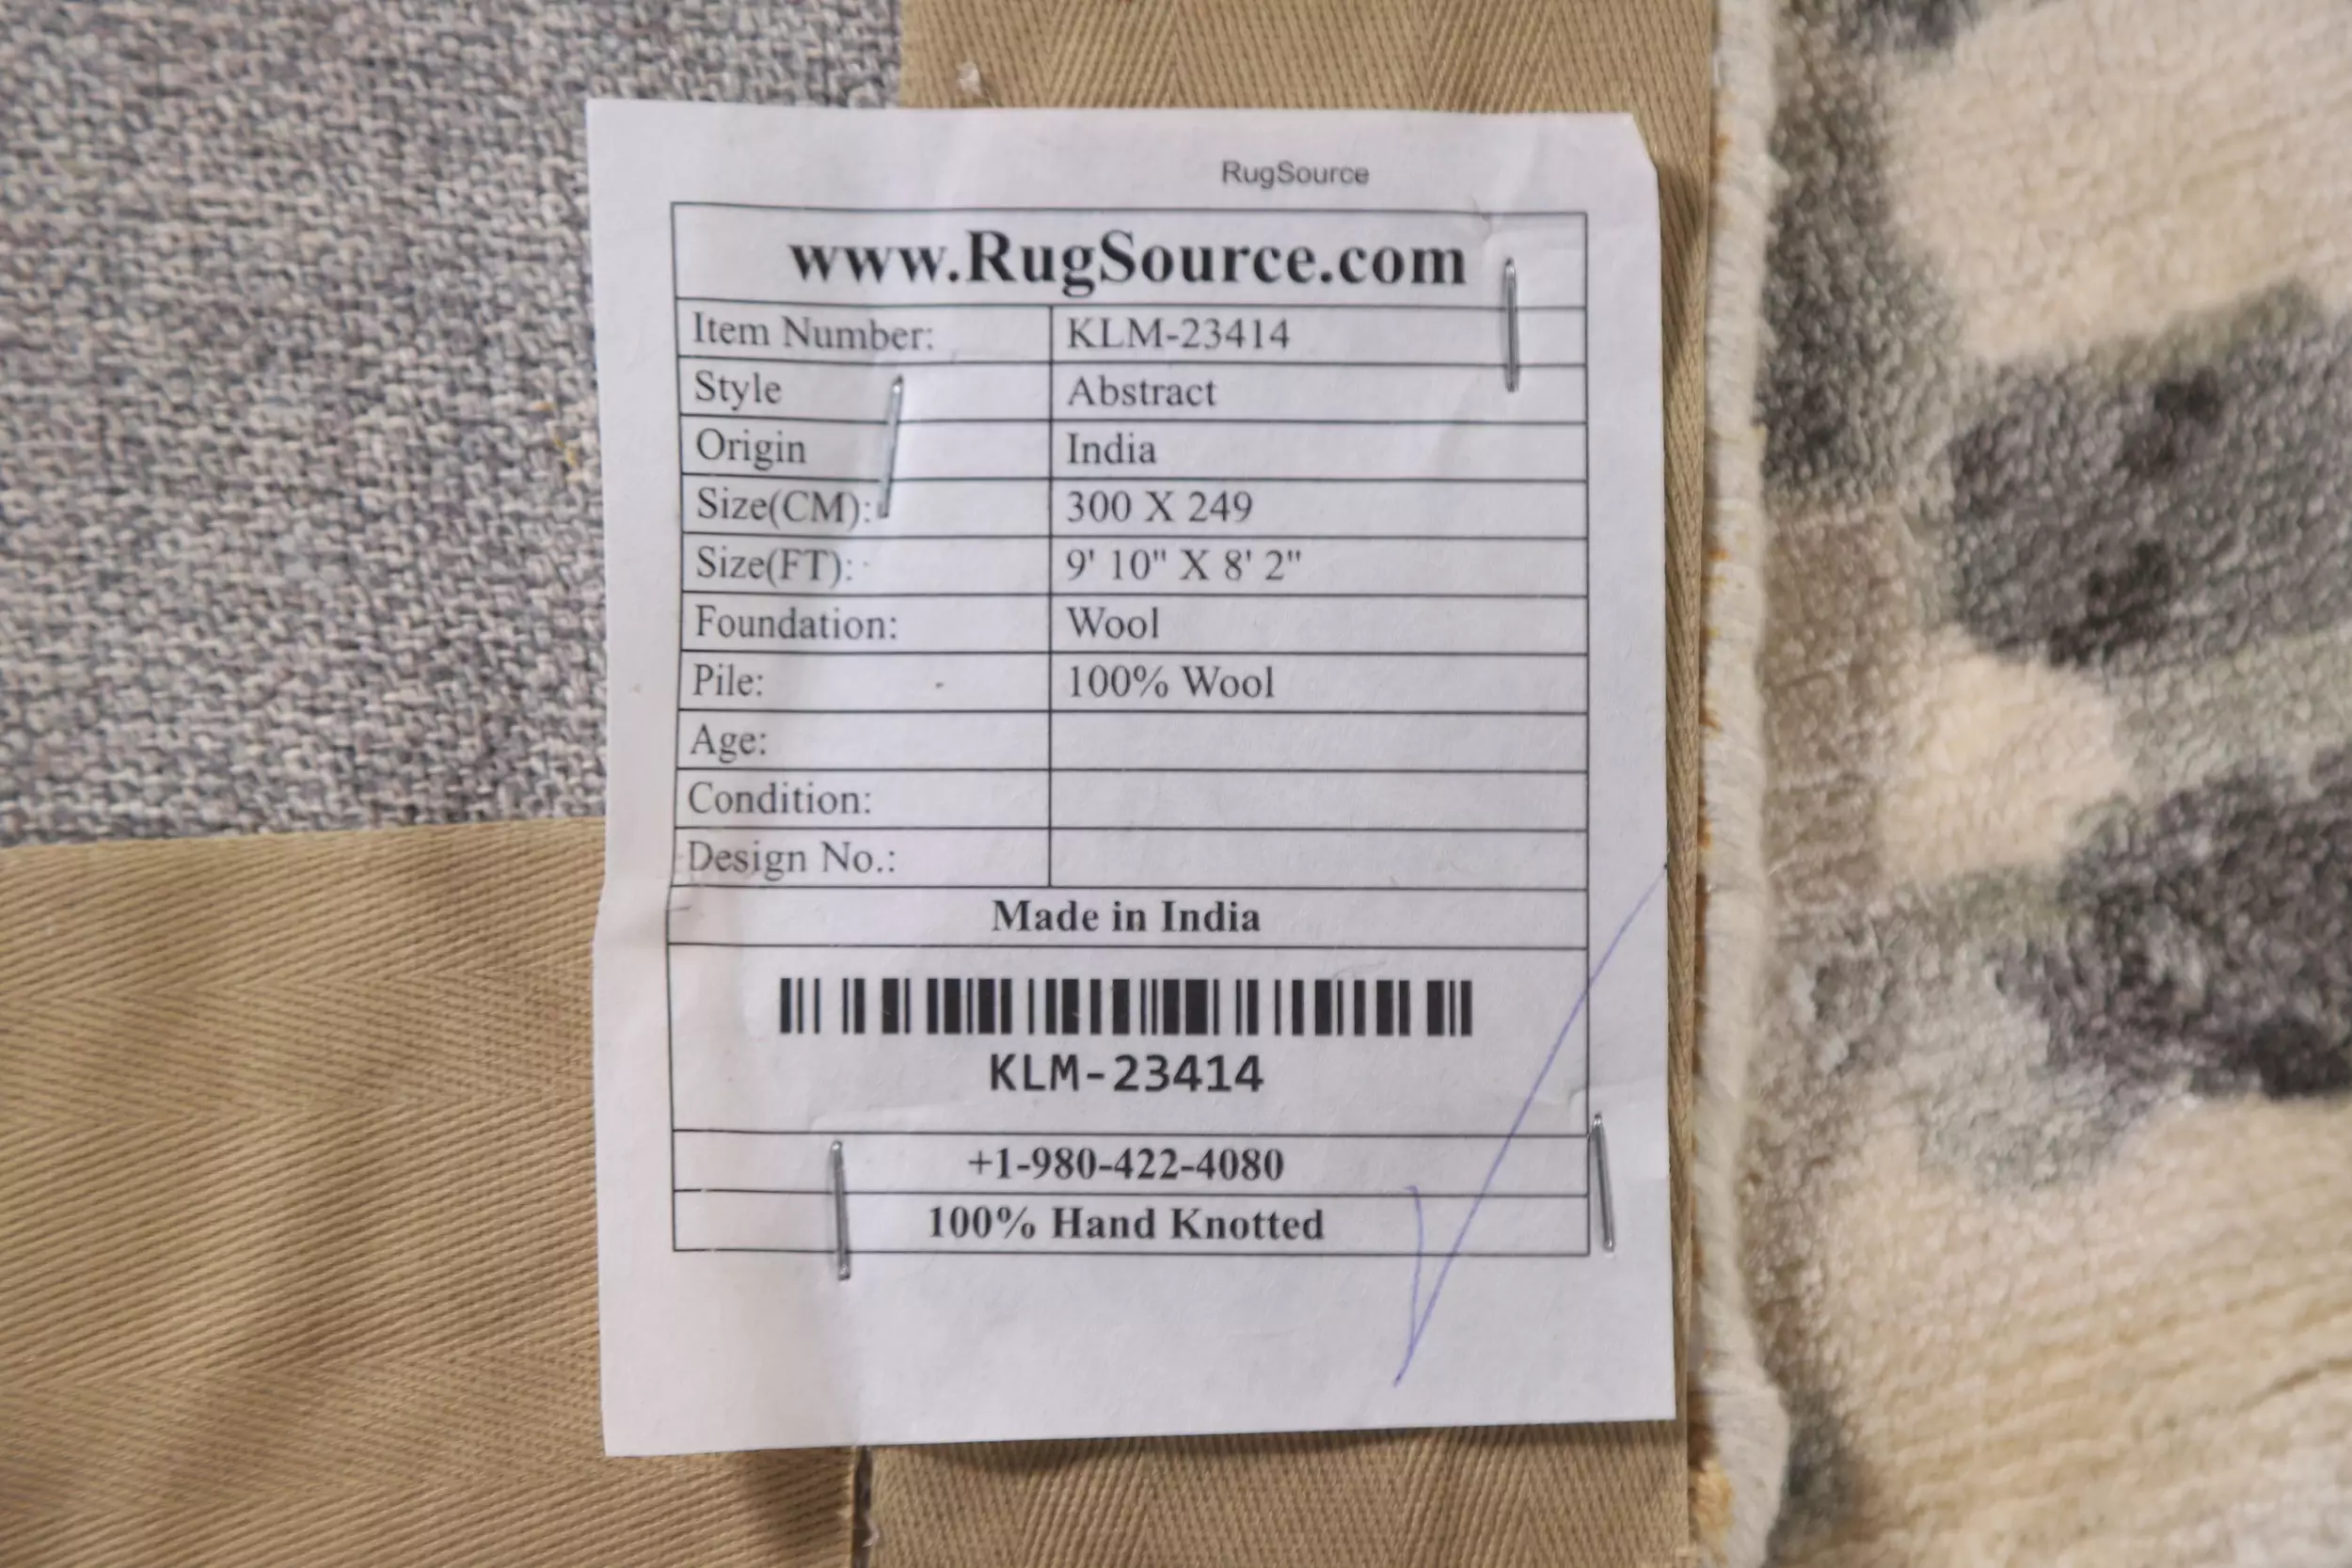 RugSource
www.RugSource.com
Item Number: KLM-23414
Style Abstract
Origin India
Size(CM): 300 X 249
Size(FT): 9' 10" X 8' 2"
Foundation: Wool
Pile: 100% Wool
Age:
Condition:
Design No.:
Made in India
KLM-23414
+1-980-422-4080
100% Hand Knotted